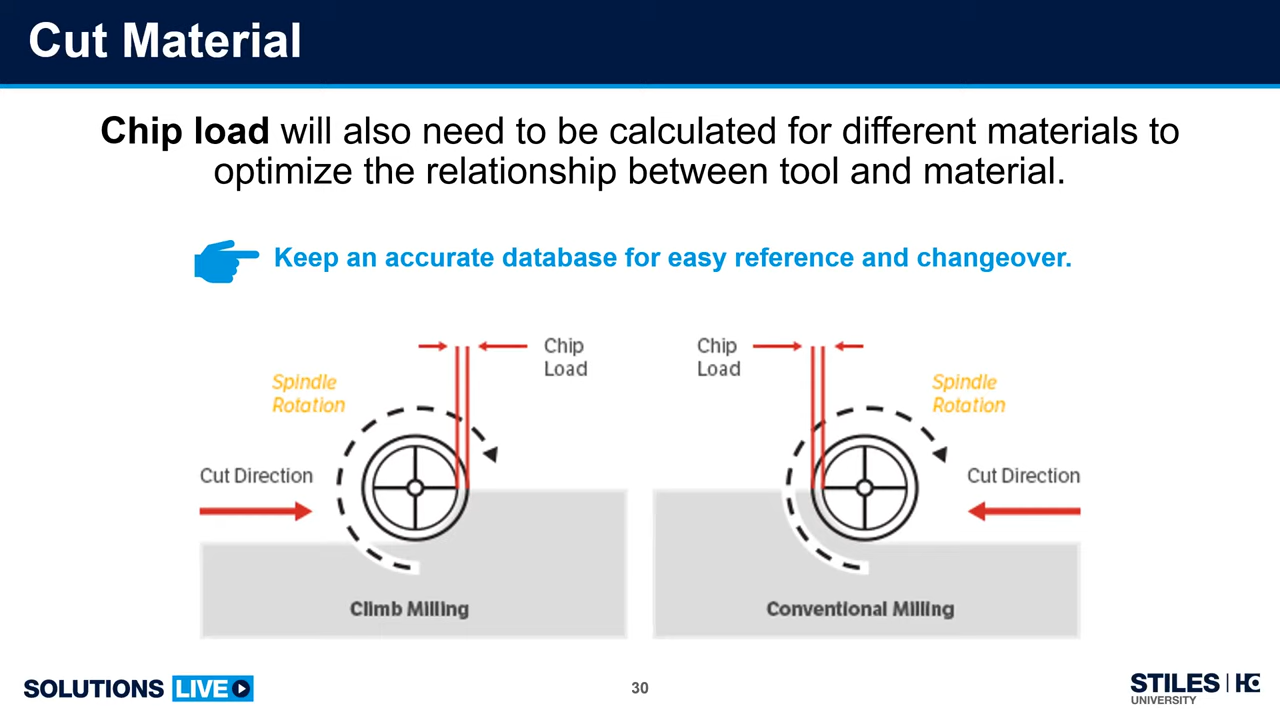 Cut Material
Chip load will also need to be calculated for different materials to
optimize the relationship between tool and material.
Keep an accurate database for easy reference and changeover.
Chip
Load
Spindle
Rotation
Cut Direction
Climb Milling
Chip
Load
Spindle
Rotation
Cut Direction
Conventional Milling
SOLUTIONS LIVE
30
STILES
UNIVERSITY